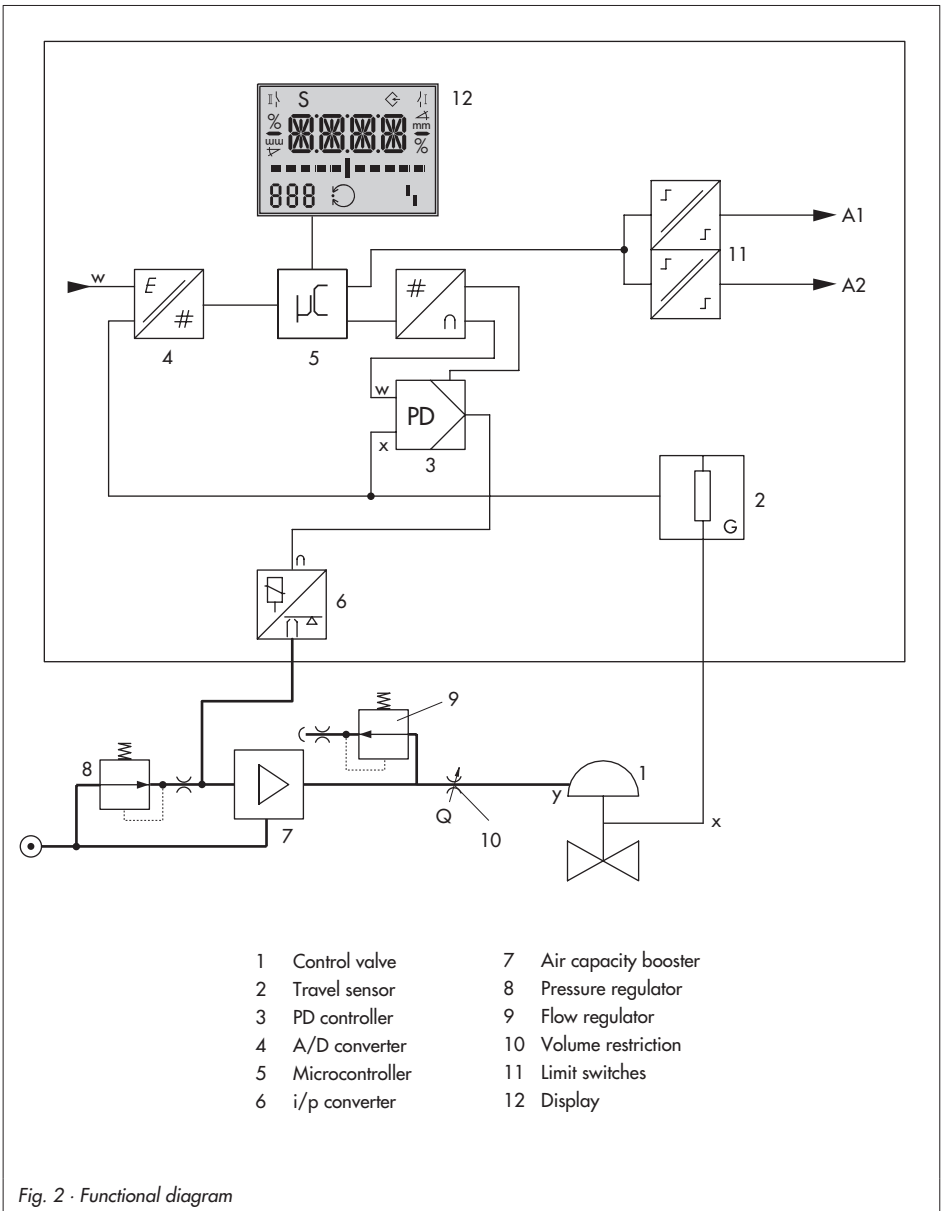 S
12
%
mm
888
mm
%
A1
11
A2
w
E
#
4
µC
5
#
∩
w
PD
x
3
2
G
∩
6
9
8
7
Q
10
y
1
x
1 Control valve
2 Travel sensor
3 PD controller
4 A/D converter
5 Microcontroller
6 i/p converter
7 Air capacity booster
8 Pressure regulator
9 Flow regulator
10 Volume restriction
11 Limit switches
12 Display
Fig. 2 · Functional diagram